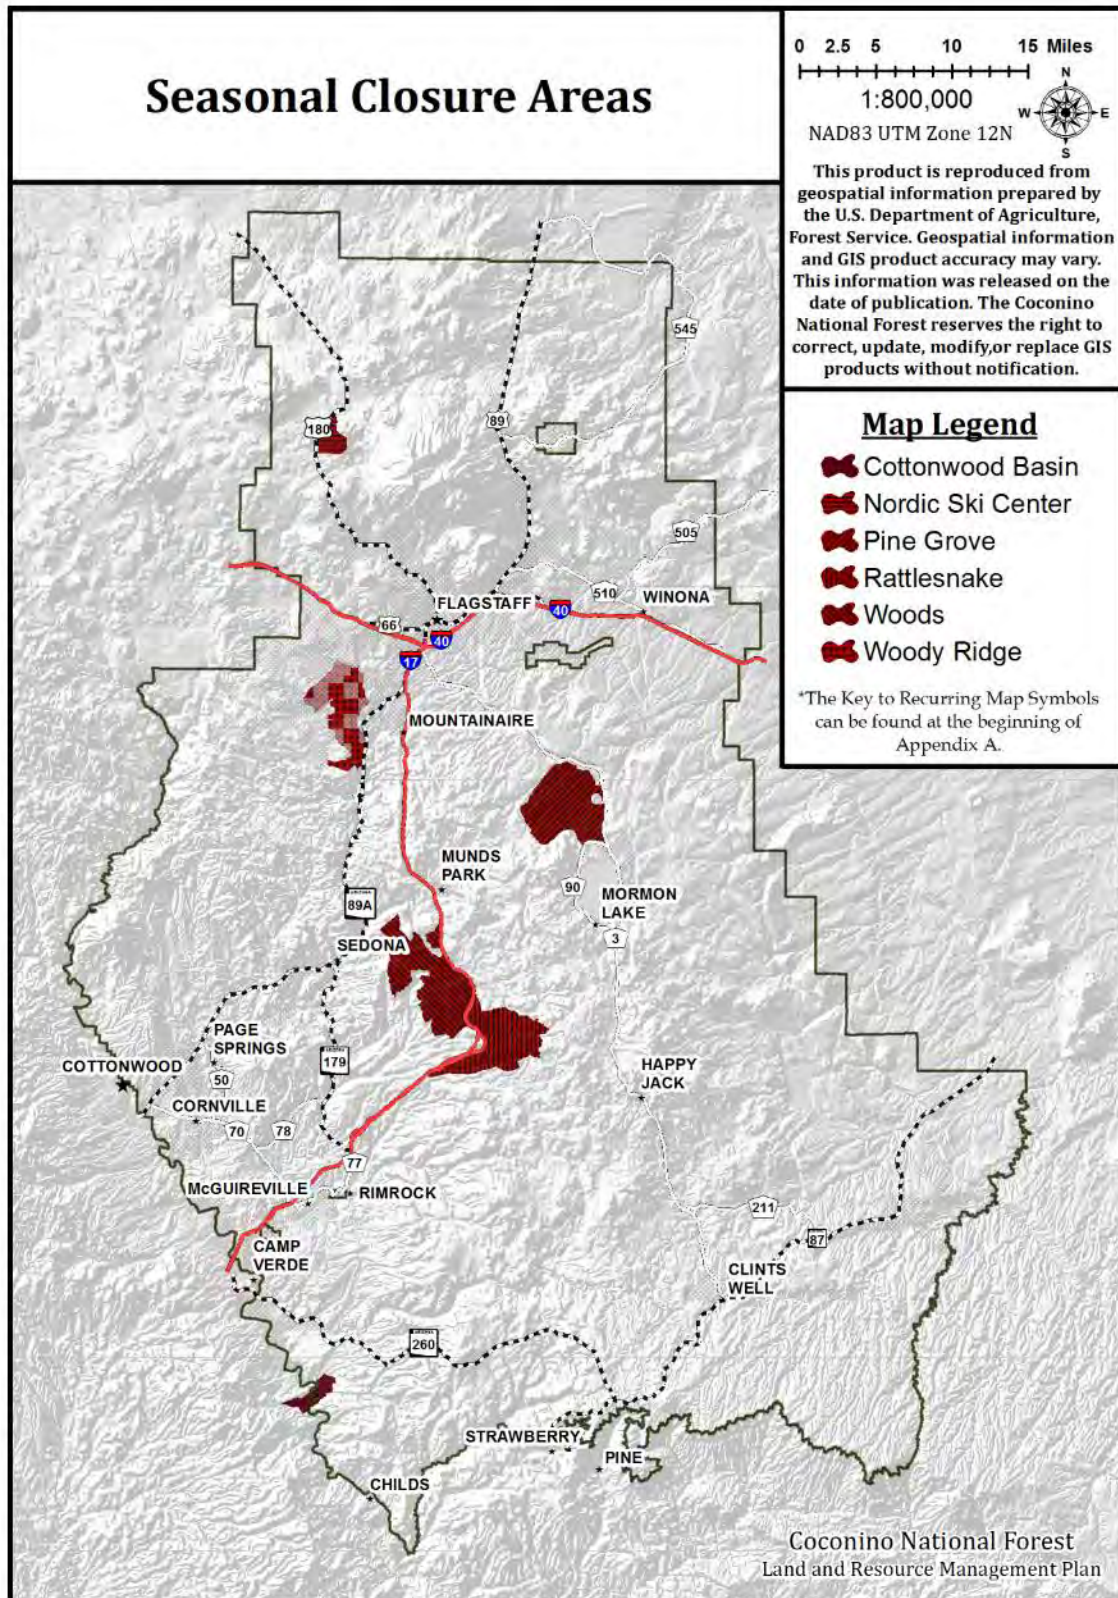 Seasonal Closure Areas
0 2.5 5 10 15 Miles
1:800,000
NAD83 UTM Zone 12N
N
W E
S
This product is reproduced from
geospatial information prepared by
the U.S. Department of Agriculture,
Forest Service. Geospatial information
and GIS product accuracy may vary.
This information was released on the
date of publication. The Coconino
National Forest reserves the right to
correct, update, modify,or replace GIS
products without notification.
Map Legend
Cottonwood Basin
Nordic Ski Center
Pine Grove
Rattlesnake
Woods
Woody Ridge
*The Key to Recurring Map Symbols
can be found at the beginning of
Appendix A.
545
180
89
505
510
WINONA
FLAGSTAFF
40
66
40
17
MOUNTAINAIRE
MUNDS
PARK
90
MORMON
LAKE
89A
3
SEDONA
PAGE
SPRINGS
179
COTTONWOOD
50
HAPPY
JACK
CORNVILLE
70
78
77
McGUIREVILLE
RIMROCK
211
87
CAMP
VERDE
CLINTS
WELL
260
STRAWBERRY
PINE
CHILDS
Coconino National Forest
Land and Resource Management Plan